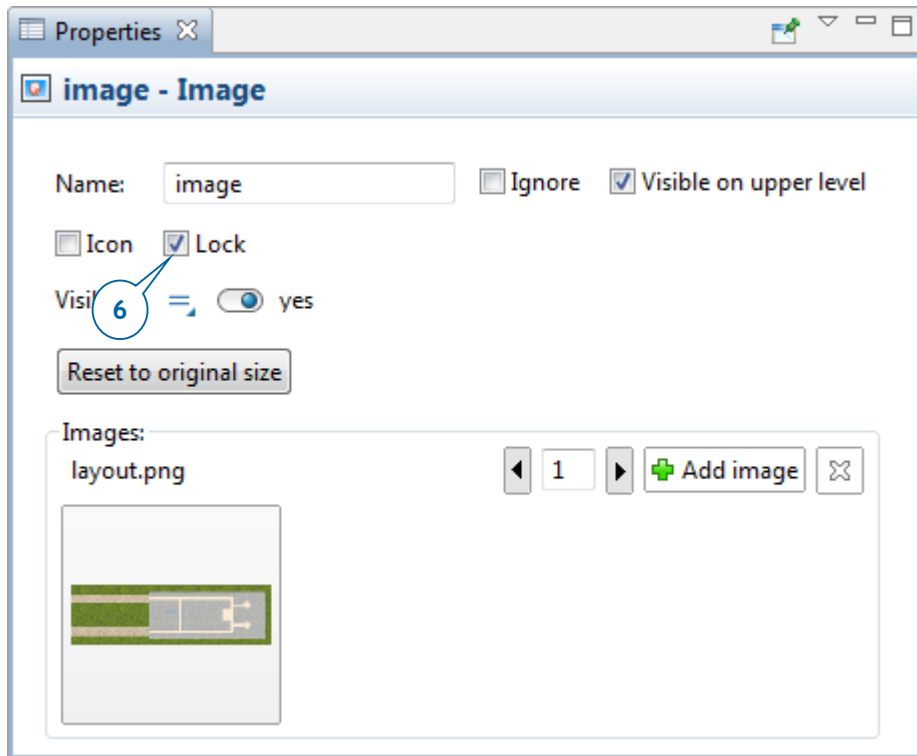 Properties
image - Image
Name: image Ignore Visible on upper level
Icon Lock
6
Visi yes
Reset to original size
Images:
layout.png 1 Add image